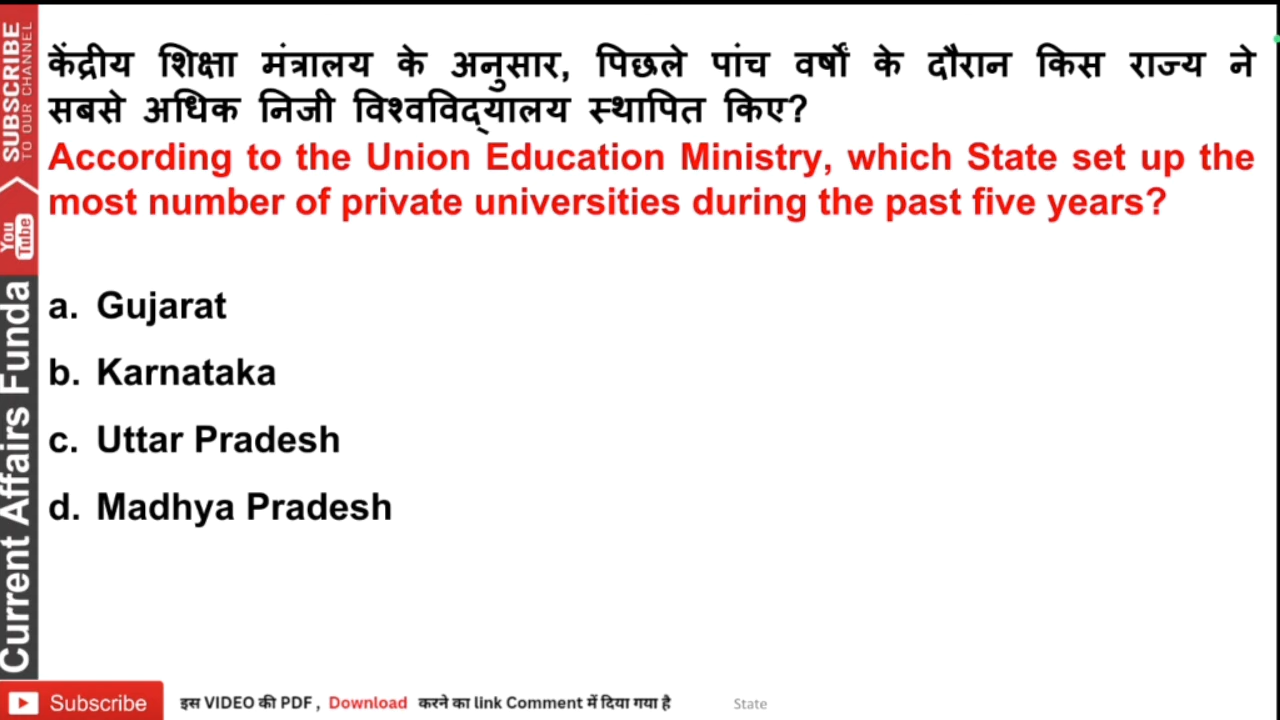 केंद्रीय शिक्षा मंत्रालय के अनुसार, पिछले पांच वर्षों के दौरान किस राज्य ने
सबसे अधिक निजी विश्वविद्यालय स्थापित किए?
According to the Union Education Ministry, which State set up the
most number of private universities during the past five years?
a. Gujarat
b. Karnataka
c. Uttar Pradesh
d. Madhya Pradesh
SUBSCRIBE
TO OUR CHANNEL
You Tube
Current Affairs Funda
Subscribe
इस VIDEO की PDF , Download करने का link Comment में दिया गया है
State